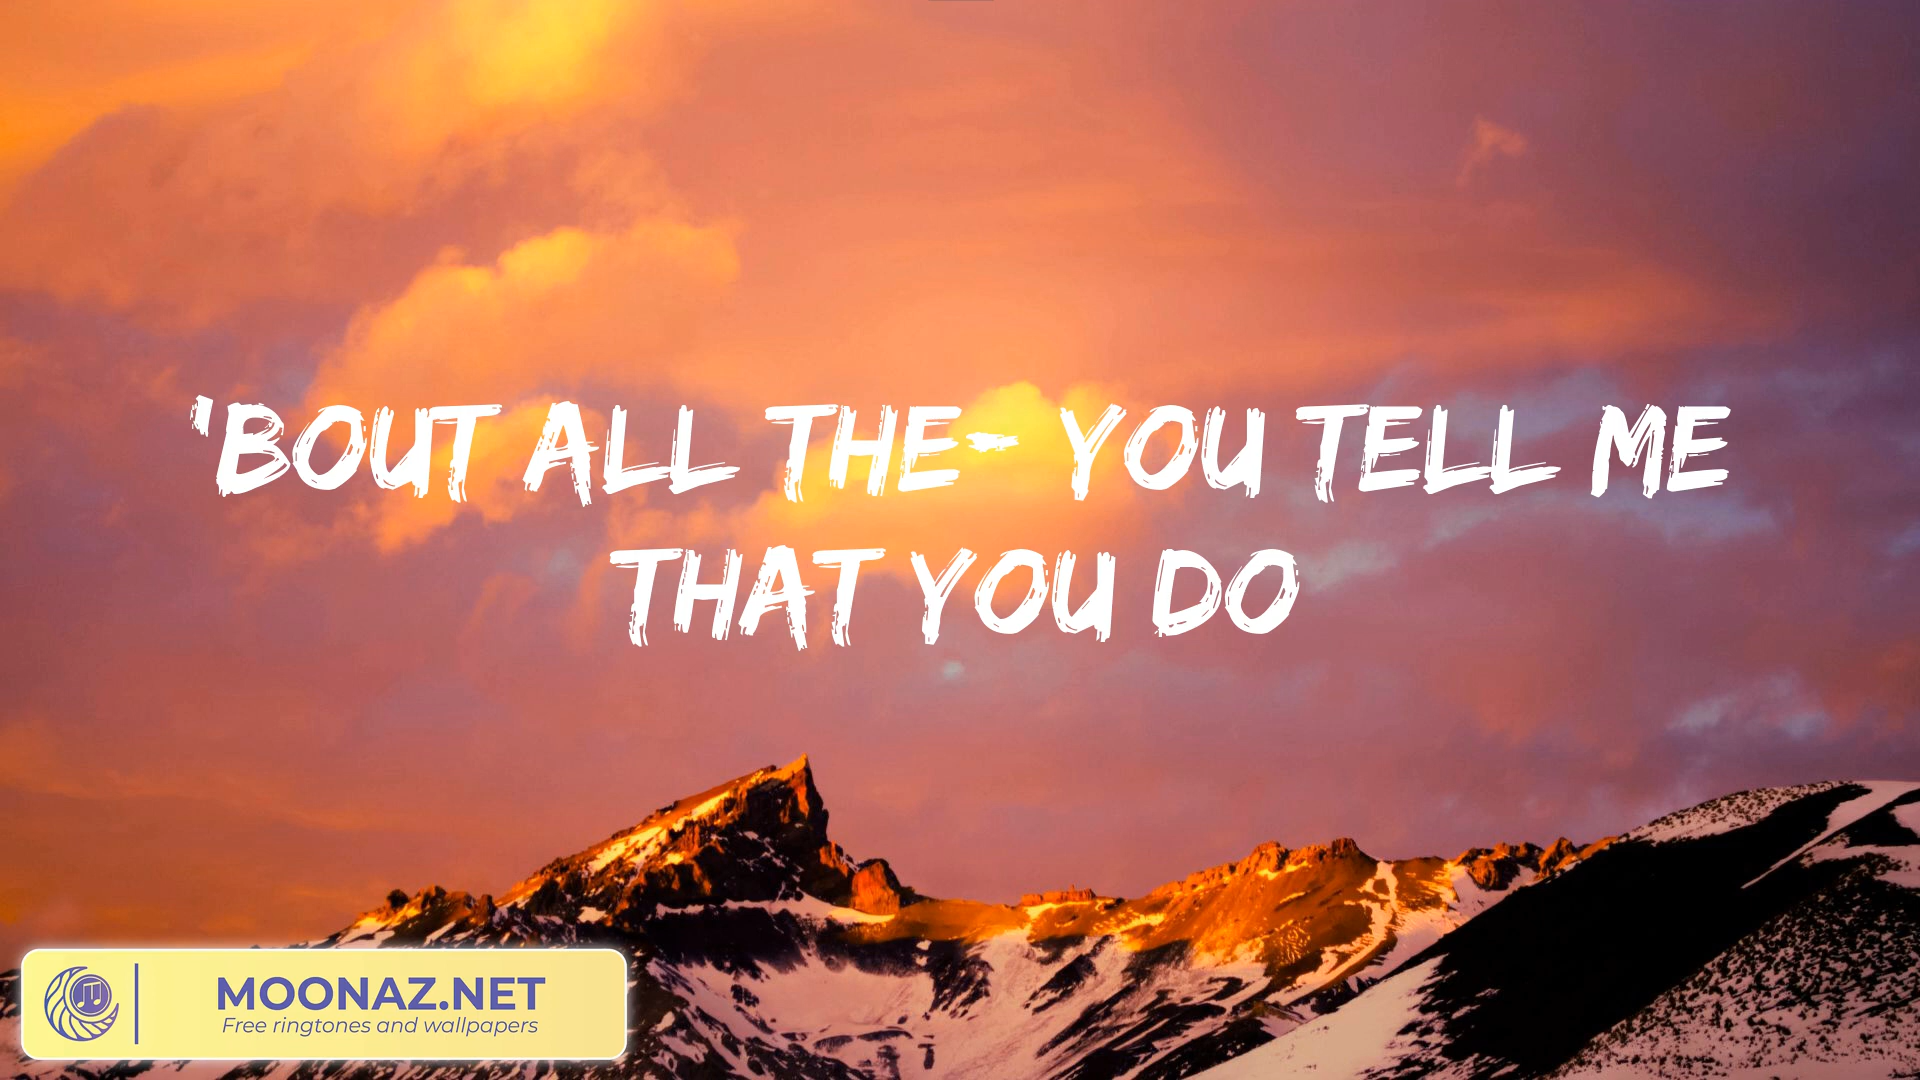 'BOUT ALL THE- YOU TELL ME
THAT YOU DO
MOONAZ.NET
Free ringtones and wallpapers